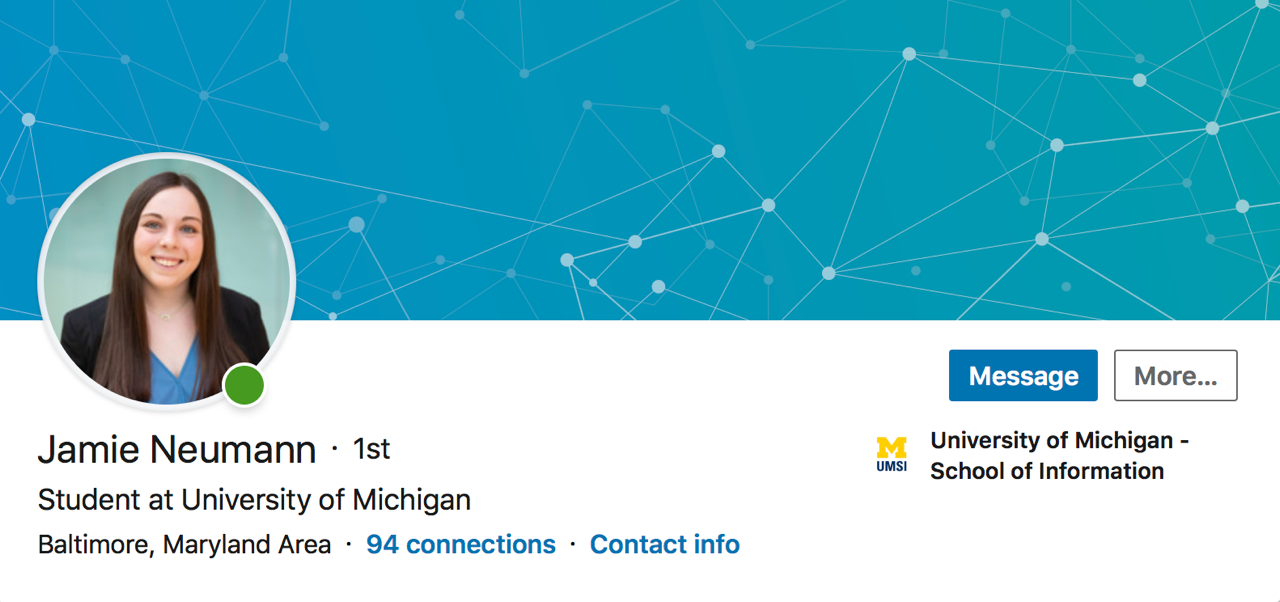 Message
More...
Jamie Neumann · 1st
Student at University of Michigan
Baltimore, Maryland Area · 94 connections · Contact info
M
UMSI
University of Michigan -
School of Information